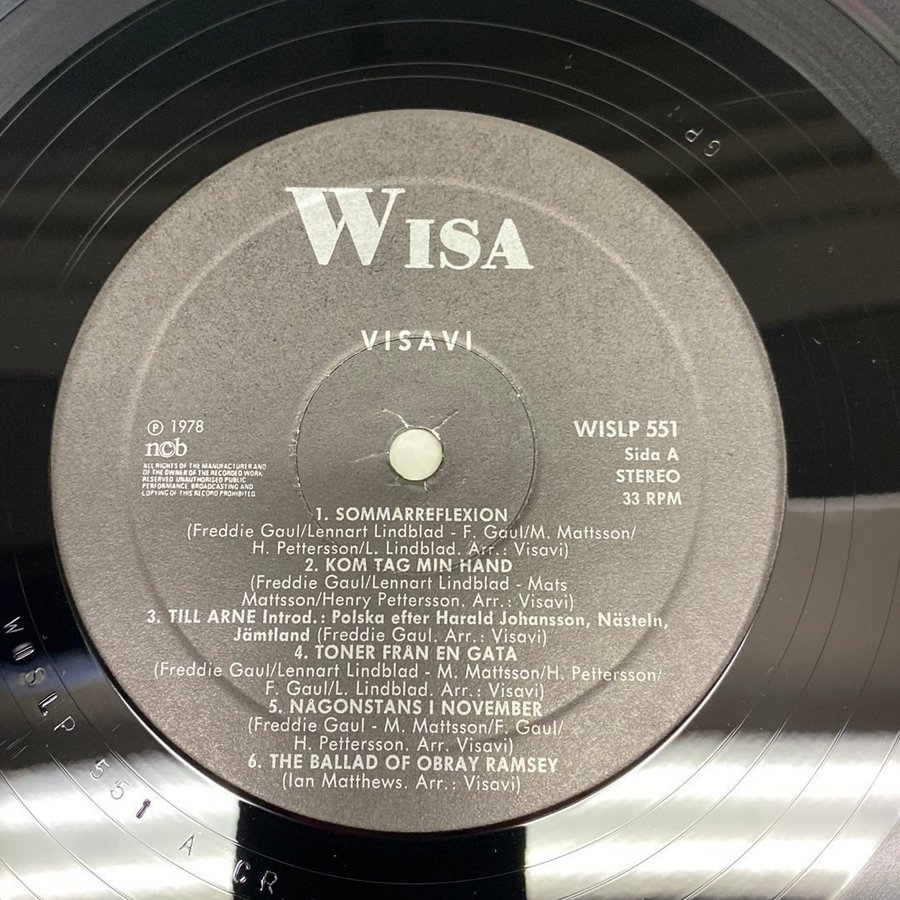 WISA
VISAVI
℗ 1978
ncb
ALL RIGHTS OF THE MANUFACTURER AND
OF THE OWNER OF THE RECORDED WORK
RESERVED UNAUTHORISED PUBLIC
PERFORMANCE BROADCASTING AND
COPYING OF THIS RECORD PROHIBITED
WISLP 551
Sida A
STEREO
33 RPM
1. SOMMARREFLEXION
(Freddie Gaul/Lennart Lindblad - F. Gaul/M. Mattsson/
H. Pettersson/L. Lindblad. Arr.: Visavi)
2. KOM TAG MIN HAND
(Freddie Gaul/Lennart Lindblad - Mats
Mattsson/Henry Pettersson. Arr.: Visavi)
3. TILL ARNE Introd.: Polska efter Harald Johansson, Nästeln,
Jämtland (Freddie Gaul. Arr.: Visavi)
4. TONER FRAN EN GATA
(Freddie Gaul/Lennart Lindblad - M. Mattsson/H. Pettersson/
F. Gaul/L. Lindblad. Arr.: Visavi)
5. NAGONSTANS I NOVEMBER
(Freddie Gaul - M. Mattsson/F. Gaul/
H. Pettersson. Arr. Visavi)
6. THE BALLAD OF OBRAY RAMSEY
(Ian Matthews. Arr.: Visavi)
551 A CR